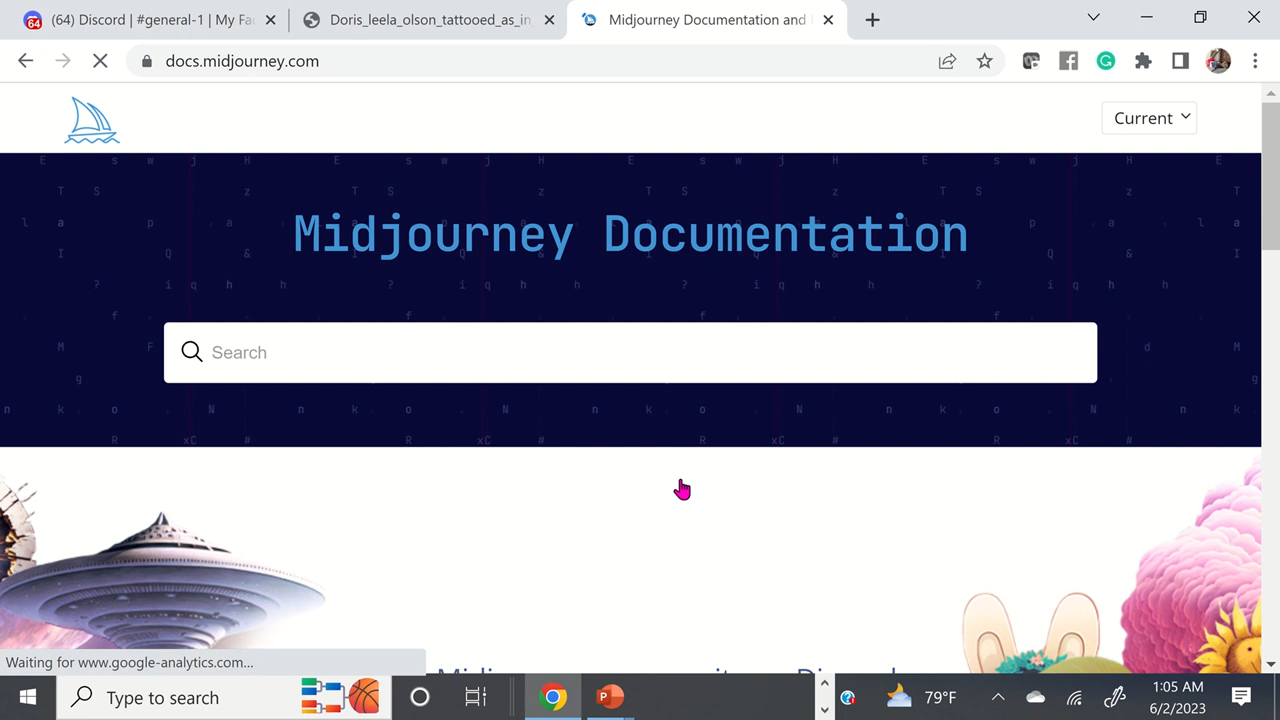 (64) Discord | #general-1 | My Fa
Doris_leela_olson_tattooed_as_in_
Midjourney Documentation and
docs.midjourney.com
Current
Midjourney Documentation
Search
Waiting for www.google-analytics.com...
Type to search
79°F
1:05 AM
6/2/2023